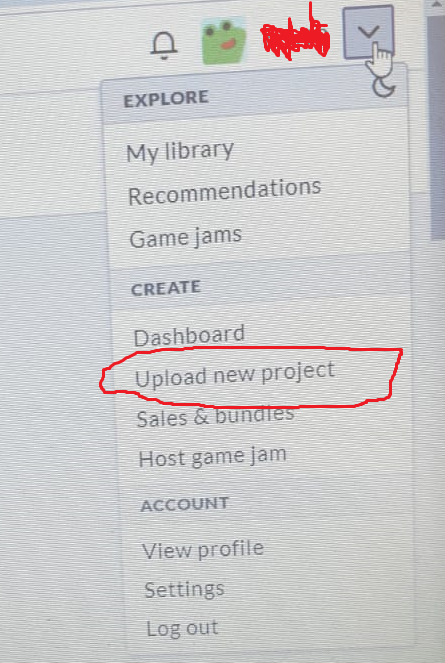 EXPLORE
My library
Recommendations
Game jams
CREATE
Dashboard
Upload new project
Sales & bundles
Host game jam
ACCOUNT
View profile
Settings
Log out